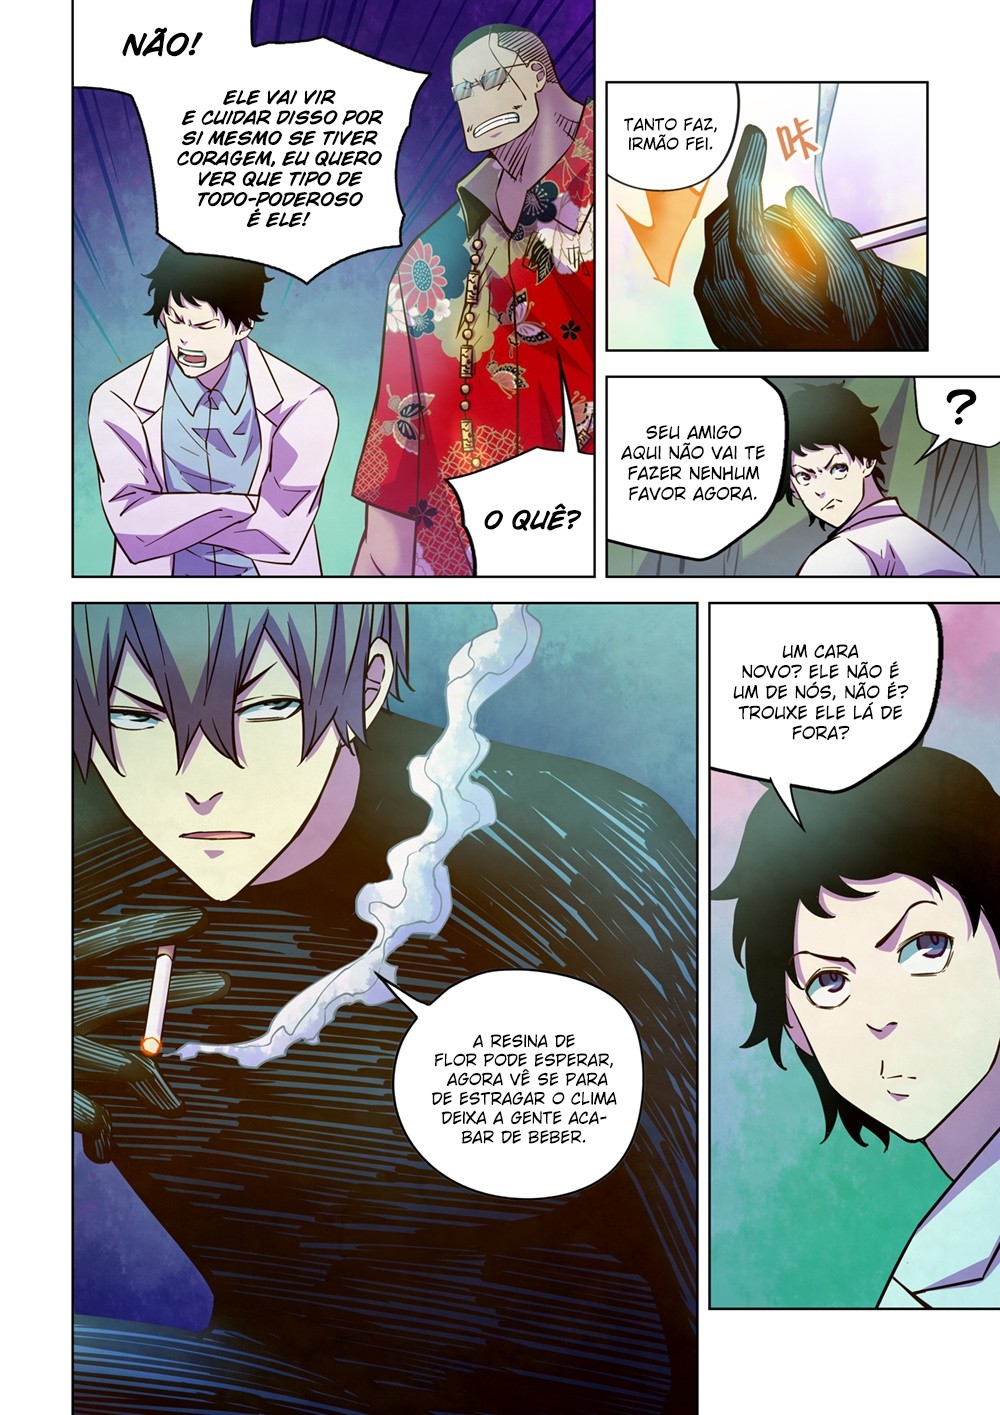 NÃO!
ELE VAI VIR
E CUIDAR DISSO POR
SI MESMO SE TIVER
CORAGEM, EU QUERO
VER QUE TIPO DE
TODO-PODEROSO
É ELE!
O QUÊ?
TANTO FAZ,
IRMÃO FEI.
咔
SEU AMIGO
AQUI NÃO VAI TE
FAZER NENHUM
FAVOR AGORA.
?
A RESINA DE
FLOR PODE ESPERAR,
AGORA VÊ SE PARA
DE ESTRAGAR O CLIMA
DEIXA A GENTE ACA-
BAR DE BEBER.
UM CARA
NOVO? ELE NÃO É
UM DE NÓS, NÃO É?
TROUXE ELE LÁ DE
FORA?